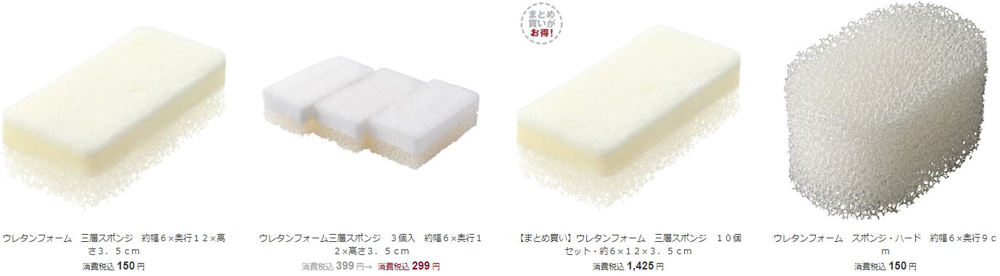 まとめ
買いが
お得!
ウレタンフォーム　三層スポンジ　約幅６×奥行１２×高
さ３．５ｃｍ
消費税込 150 円
ウレタンフォーム三層スポンジ　３個入　約幅６×奥行１
２×高さ３．５ｃｍ
消費税込 399 円→ 消費税込 299 円
【まとめ買い】ウレタンフォーム　三層スポンジ　１０個
セット・約６×１２×３．５ｃｍ
消費税込 1,425 円
ウレタンフォーム　スポンジ・ハード　約幅６×奥行９ｃ
ｍ
消費税込 150 円